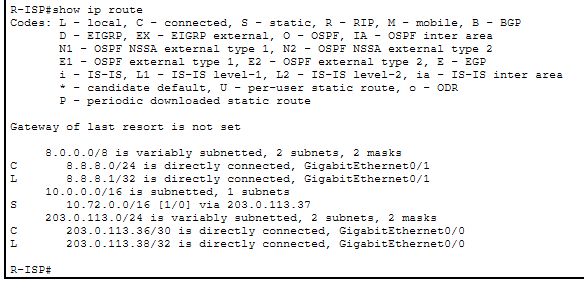 R-ISP#show ip route
Codes: L - local, C - connected, S - static, R - RIP, M - mobile, B - BGP
       D - EIGRP, EX - EIGRP external, O - OSPF, IA - OSPF inter area
       N1 - OSPF NSSA external type 1, N2 - OSPF NSSA external type 2
       E1 - OSPF external type 1, E2 - OSPF external type 2, E - EGP
       i - IS-IS, L1 - IS-IS level-1, L2 - IS-IS level-2, ia - IS-IS inter area
       * - candidate default, U - per-user static route, o - ODR
       P - periodic downloaded static route
Gateway of last resort is not set
     8.0.0.0/8 is variably subnetted, 2 subnets, 2 masks
C       8.8.8.0/24 is directly connected, GigabitEthernet0/1
L       8.8.8.1/32 is directly connected, GigabitEthernet0/1
     10.0.0.0/16 is subnetted, 1 subnets
S       10.72.0.0/16 [1/0] via 203.0.113.37
     203.0.113.0/24 is variably subnetted, 2 subnets, 2 masks
C       203.0.113.36/30 is directly connected, GigabitEthernet0/0
L       203.0.113.38/32 is directly connected, GigabitEthernet0/0
R-ISP#